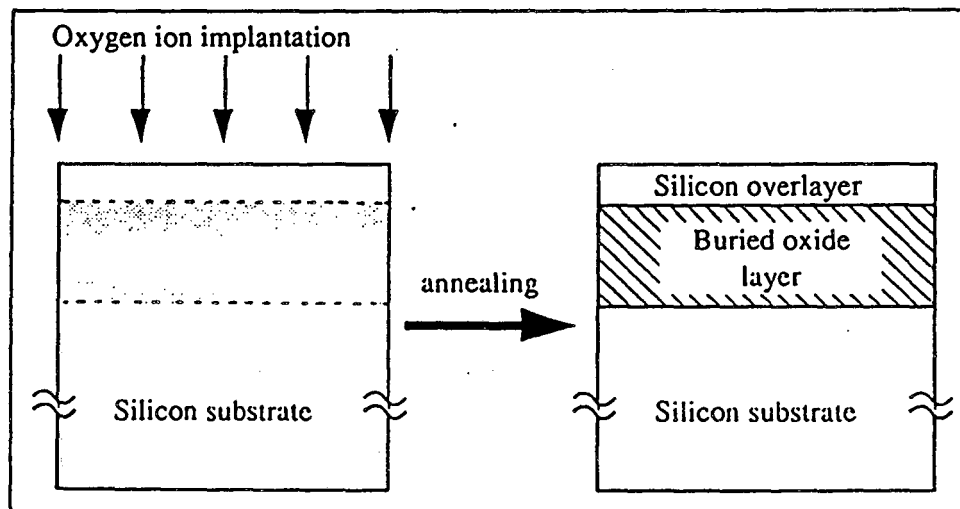 Oxygen ion implantation
Silicon overlayer
Buried oxide
layer
annealing
Silicon substrate
Silicon substrate